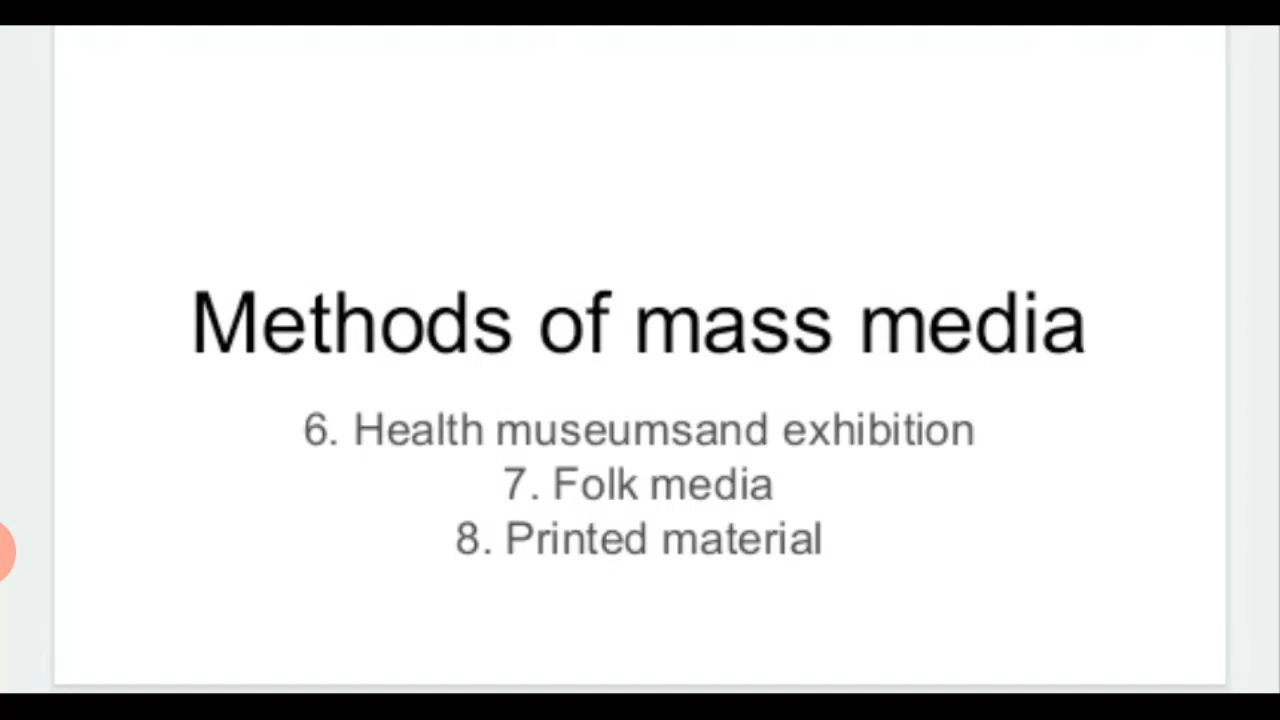 Methods of mass media
6. Health museumsand exhibition
7. Folk media
8. Printed material